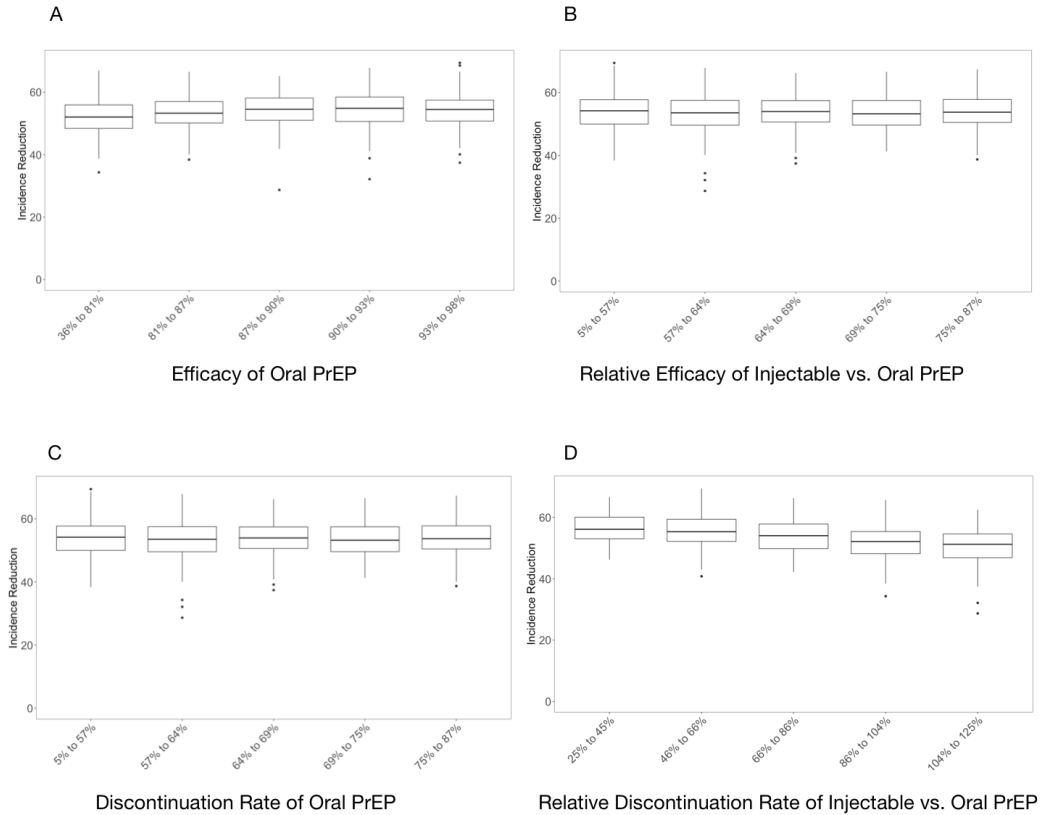 A
Incidence Reduction
60
40
20
0
36% to 81%
81% to 87%
87% to 90%
90% to 93%
93% to 98%
Efficacy of Oral PrEP
B
Incidence Reduction
60
40
20
0
5% to 57%
57% to 64%
64% to 69%
69% to 75%
75% to 87%
Relative Efficacy of Injectable vs. Oral PrEP
C
Incidence Reduction
60
40
20
0
5% to 57%
57% to 64%
64% to 69%
69% to 75%
75% to 87%
Discontinuation Rate of Oral PrEP
D
Incidence Reduction
60
40
20
0
25% to 45%
46% to 66%
66% to 86%
86% to 104%
104% to 125%
Relative Discontinuation Rate of Injectable vs. Oral PrEP